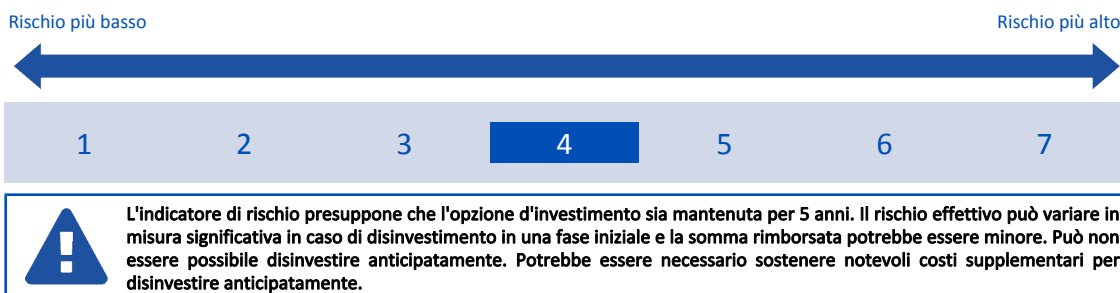 Rischio più basso Rischio più alto
1 2 3 4 5 6 7
L'indicatore di rischio presuppone che l'opzione d'investimento sia mantenuta per 5 anni. Il rischio effettivo può variare in
misura significativa in caso di disinvestimento in una fase iniziale e la somma rimborsata potrebbe essere minore. Può non
essere possibile disinvestire anticipatamente. Potrebbe essere necessario sostenere notevoli costi supplementari per
disinvestire anticipatamente.